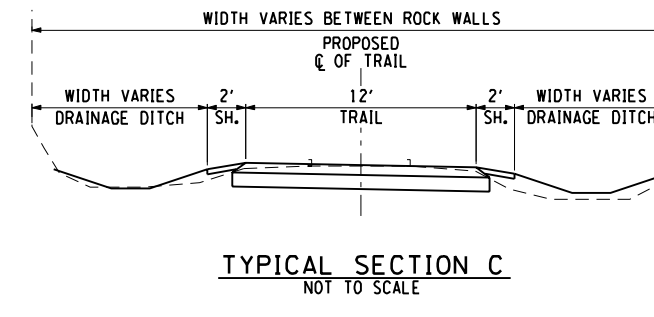 WIDTH VARIES BETWEEN ROCK WALLS
PROPOSED
℄ OF TRAIL
WIDTH VARIES 2' 12' 2' WIDTH VARIES
DRAINAGE DITCH SH. TRAIL SH. DRAINAGE DITCH
TYPICAL SECTION C
NOT TO SCALE